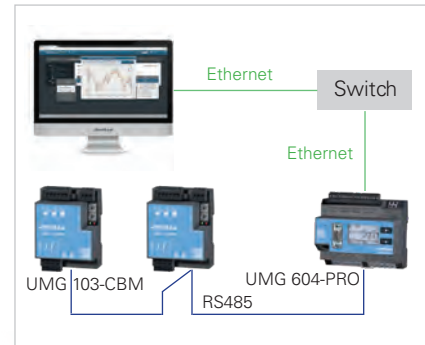 Ethernet
Switch
Ethernet
UMG 103-CBM
UMG 604-PRO
RS485